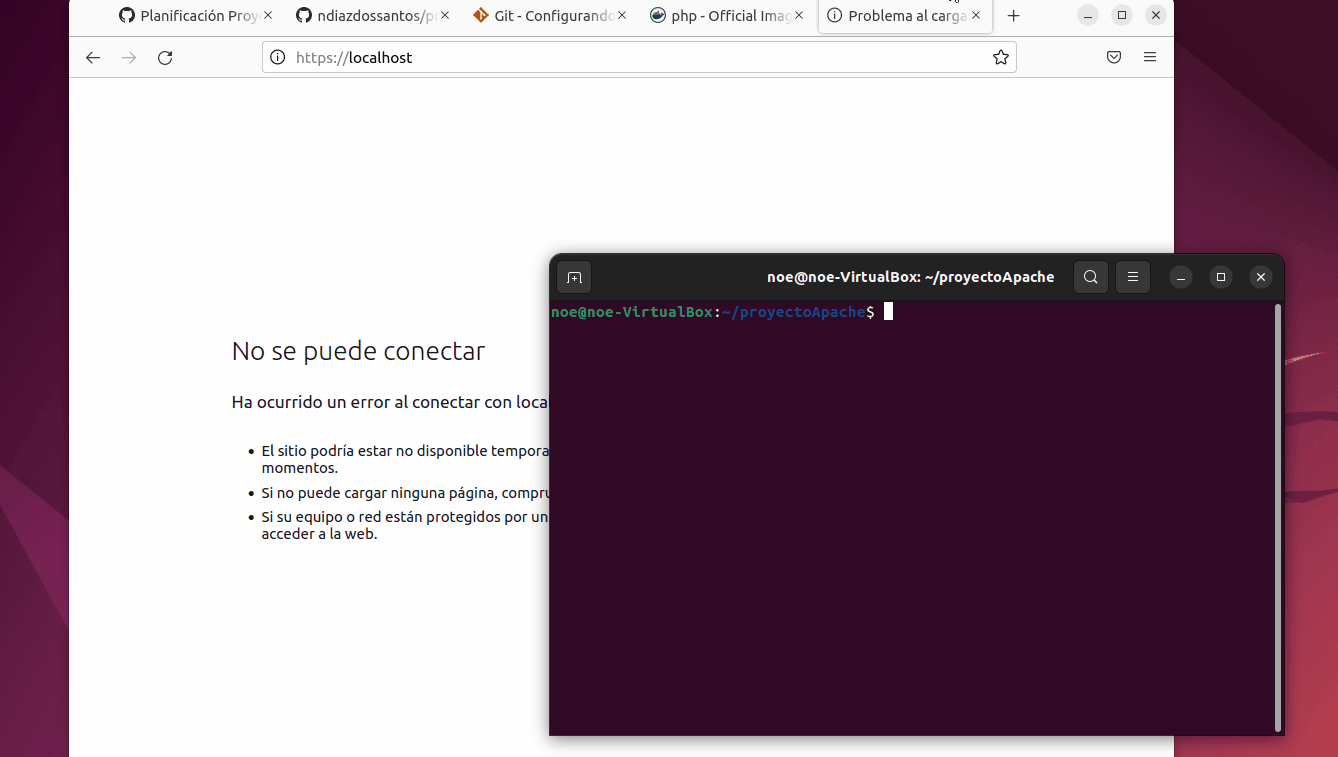 Planificación Proy
ndiazdossantos/p
Git - Configurando
php - Official Imag
Problema al carga
https://localhost
No se puede conectar
Ha ocurrido un error al conectar con loca
El sitio podría estar no disponible tempora
momentos.
Si no puede cargar ninguna página, compru
Si su equipo o red están protegidos por un
acceder a la web.
noe@noe-VirtualBox: ~/proyectoApache
noe@noe-VirtualBox:~/proyectoApache$